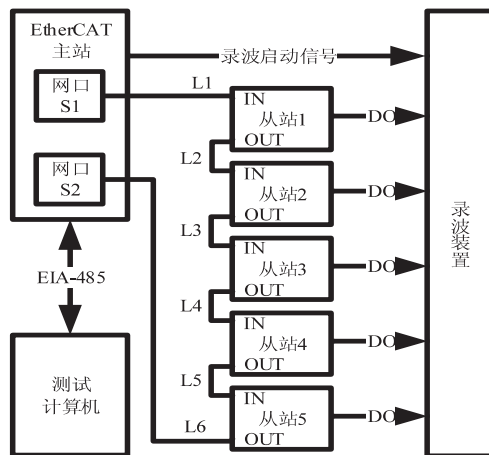 EtherCAT
主站
网口
S1
网口
S2
录波启动信号
L1
L2
L3
L4
L5
L6
IN
从站1
OUT
DO
IN
从站2
OUT
DO
IN
从站3
OUT
DO
IN
从站4
OUT
DO
IN
从站5
OUT
DO
录波装置
EIA-485
测试
计算机